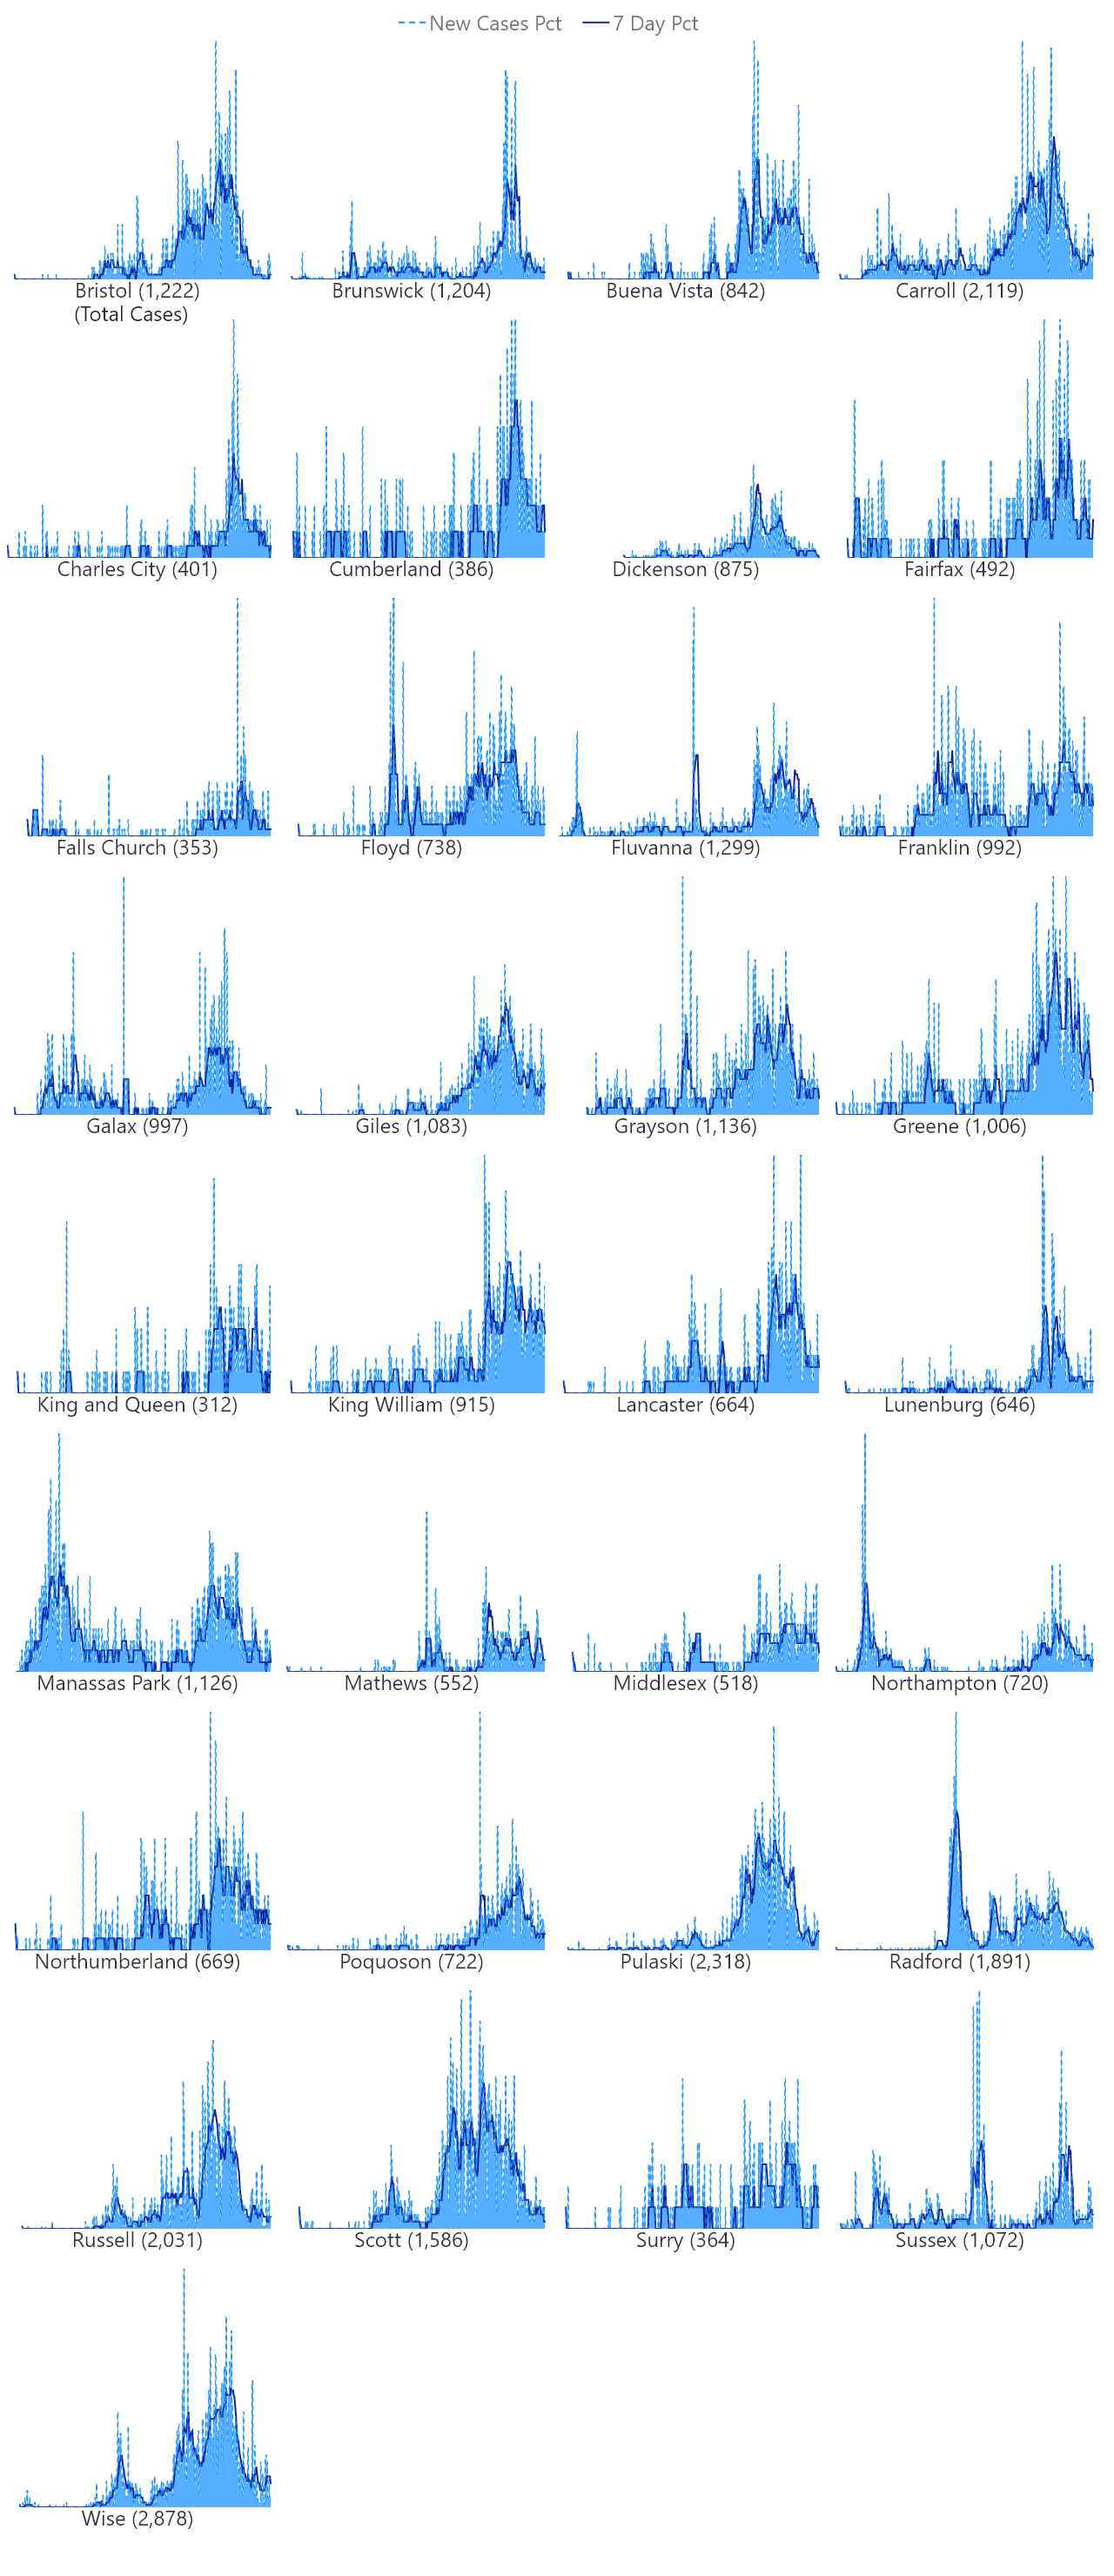 New Cases Pct 7 Day Pct
Bristol (1,222) Brunswick (1,204) Buena Vista (842) Carroll (2,119)
(Total Cases)
Charles City (401) Cumberland (386) Dickenson (875) Fairfax (492)
Falls Church (353) Floyd (738) Fluvanna (1,299) Franklin (992)
Galax (997) Giles (1,083) Grayson (1,136) Greene (1,006)
King and Queen (312) King William (915) Lancaster (664) Lunenburg (646)
Manassas Park (1,126) Mathews (552) Middlesex (518) Northampton (720)
Northumberland (669) Poquoson (722) Pulaski (2,318) Radford (1,891)
Russell (2,031) Scott (1,586) Surry (364) Sussex (1,072)
Wise (2,878)